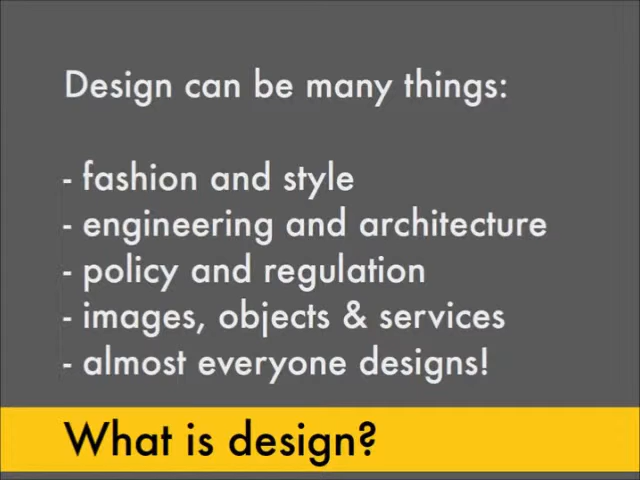 Design can be many things:
- fashion and style
- engineering and architecture
- policy and regulation
- images, objects & services
- almost everyone designs!
What is design?